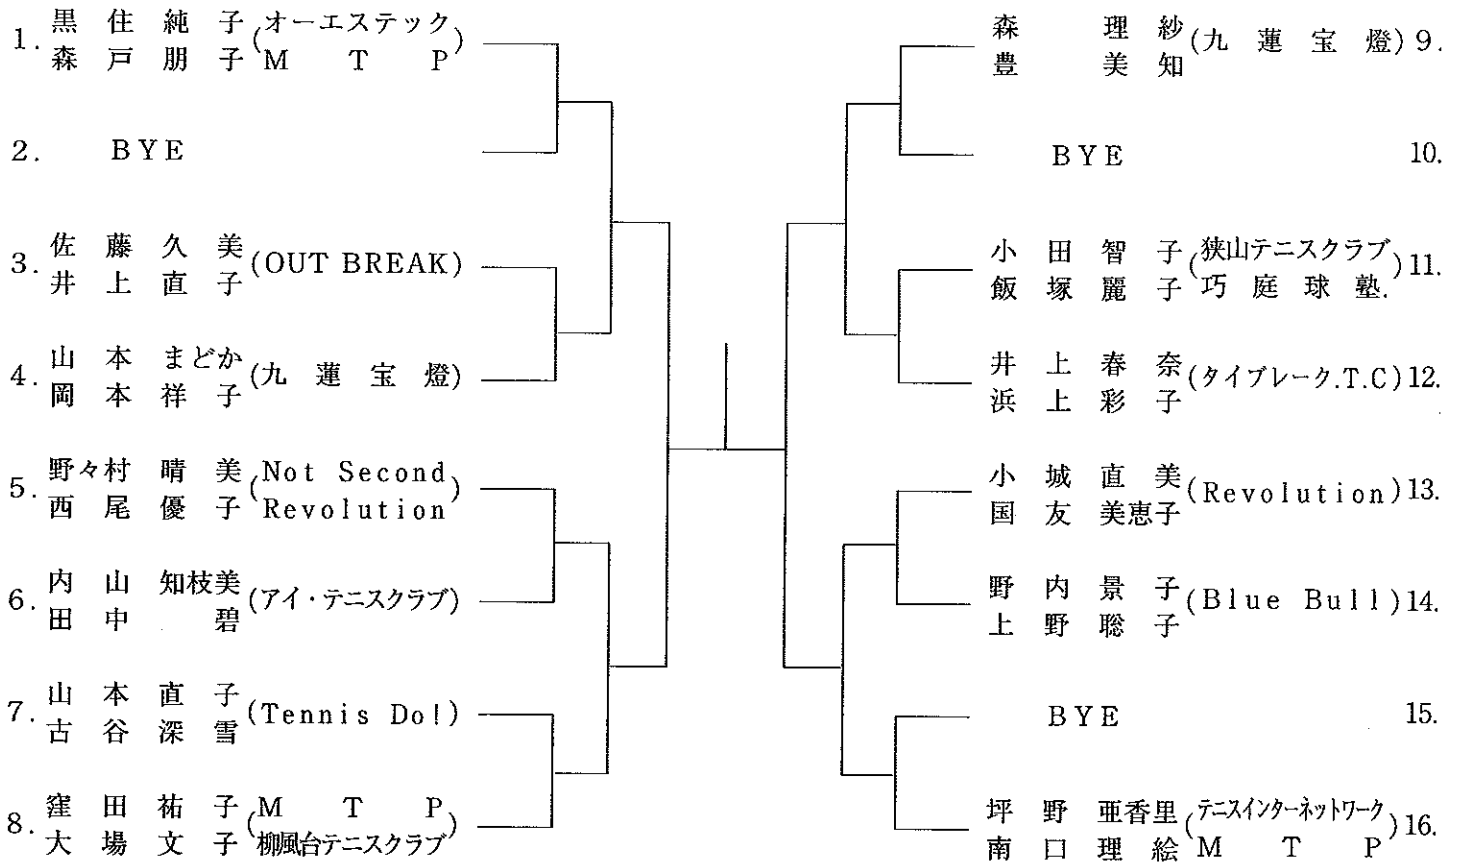 1. 黒住純子 (オーエステック
森戸朋子 M T P)
2. BYE
3. 佐藤久美 (OUT BREAK)
井上直子
4. 山本まどか (九蓮宝燈)
岡本祥子
5. 野々村晴美 (Not Second
西尾優子 Revolution)
6. 内山知枝美 (アイ・テニスクラブ)
田中碧
7. 山本直子 (Tennis Do!)
古谷深雪
8. 窪田祐子 (M T P
大場文子 柳風台テニスクラブ)
森理紗 (九蓮宝燈) 9.
豊美知
BYE 10.
小田智子 (狭山テニスクラブ
飯塚麗子 巧庭球塾.) 11.
井上春奈 (タイブレーク.T.C) 12.
浜上彩子
小城直美 (Revolution) 13.
国友美恵子
野内景子 (Blue Bull) 14.
上野聡子
BYE 15.
坪野亜香里 (テニスインターネットワーク
南口理絵 M T P) 16.